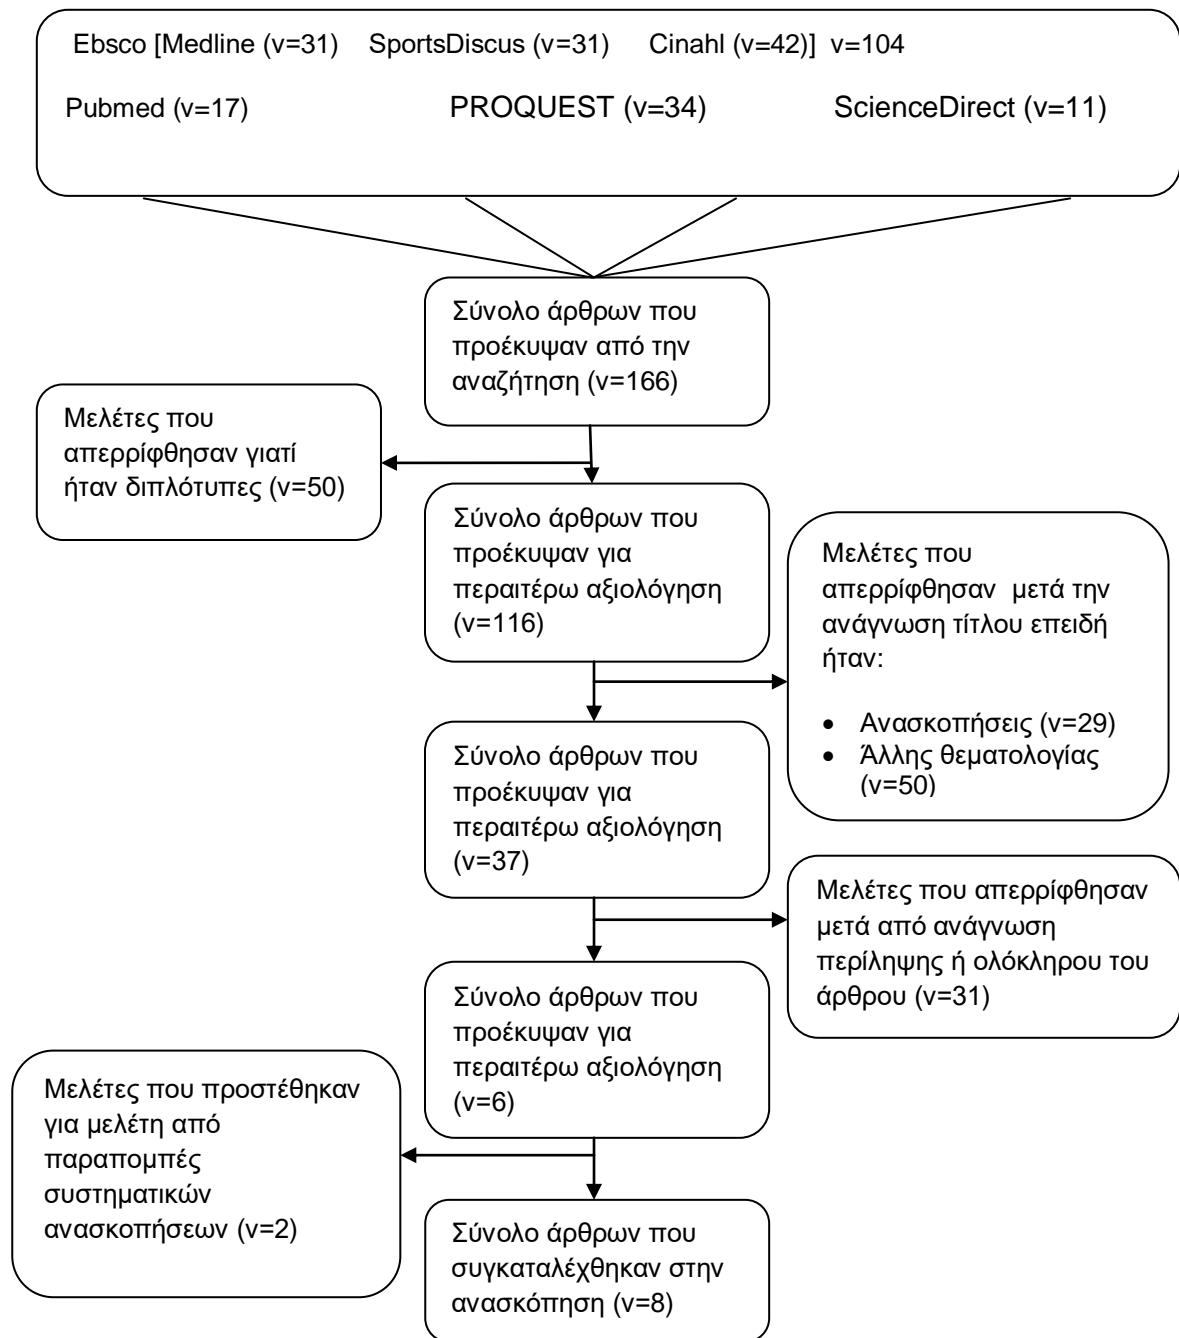 Ebsco [Medline (ν=31) SportsDiscus (ν=31) Cinahl (ν=42)] ν=104
Pubmed (ν=17) PROQUEST (ν=34) ScienceDirect (ν=11)
Σύνολο άρθρων που
προέκυψαν από την
αναζήτηση (ν=166)
Μελέτες που
απερρίφθησαν γιατί
ήταν διπλότυπες (ν=50)
Σύνολο άρθρων που
προέκυψαν για
περαιτέρω αξιολόγηση
(ν=116)
Μελέτες που
απερρίφθησαν μετά την
ανάγνωση τίτλου επειδή
ήταν:
• Ανασκοπήσεις (ν=29)
• Άλλης θεματολογίας
(ν=50)
Σύνολο άρθρων που
προέκυψαν για
περαιτέρω αξιολόγηση
(ν=37)
Μελέτες που απερρίφθησαν
μετά από ανάγνωση
περίληψης ή ολόκληρου του
άρθρου (ν=31)
Σύνολο άρθρων που
προέκυψαν για
περαιτέρω αξιολόγηση
(ν=6)
Μελέτες που προστέθηκαν
για μελέτη από
παραπομπές
συστηματικών
ανασκοπήσεων (ν=2)
Σύνολο άρθρων που
συγκαταλέχθηκαν στην
ανασκόπηση (ν=8)